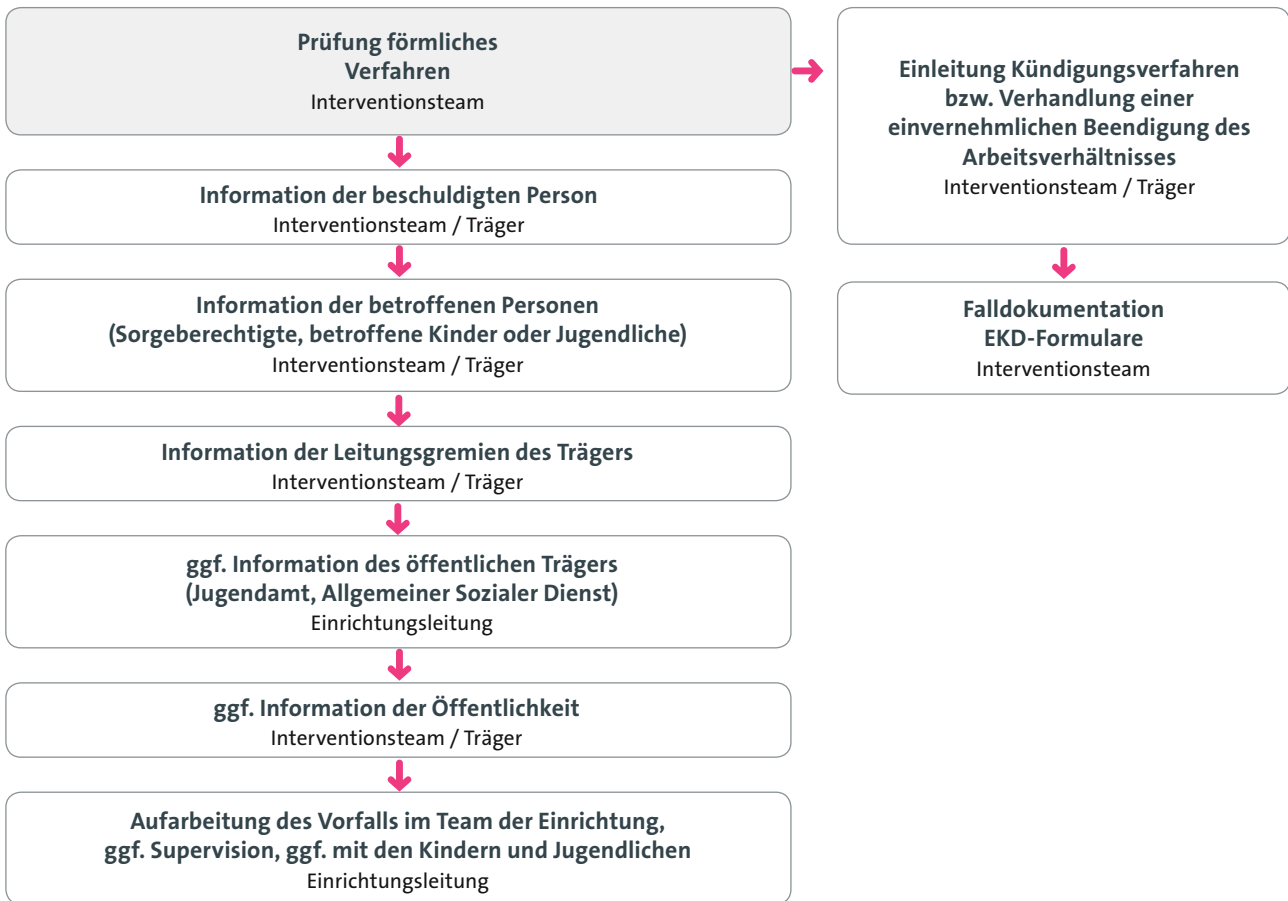 Prüfung förmliches
Verfahren
Interventionsteam
Information der beschuldigten Person
Interventionsteam / Träger
Information der betroffenen Personen
(Sorgeberechtigte, betroffene Kinder oder Jugendliche)
Interventionsteam / Träger
Information der Leitungsgremien des Trägers
Interventionsteam / Träger
ggf. Information des öffentlichen Trägers
(Jugendamt, Allgemeiner Sozialer Dienst)
Einrichtungsleitung
ggf. Information der Öffentlichkeit
Interventionsteam / Träger
Aufarbeitung des Vorfalls im Team der Einrichtung,
ggf. Supervision, ggf. mit den Kindern und Jugendlichen
Einrichtungsleitung
Einleitung Kündigungsverfahren
bzw. Verhandlung einer
einvernehmlichen Beendigung des
Arbeitsverhältnisses
Interventionsteam / Träger
Falldokumentation
EKD-Formulare
Interventionsteam